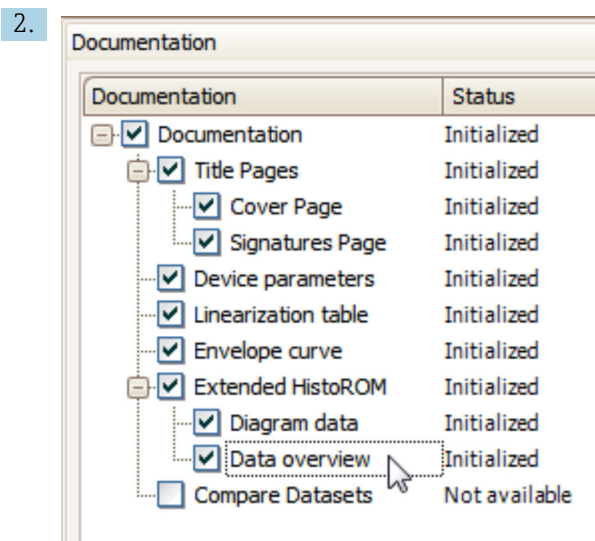 2.
Documentation
Documentation Status
Documentation Initialized
Title Pages Initialized
Cover Page Initialized
Signatures Page Initialized
Device parameters Initialized
Linearization table Initialized
Envelope curve Initialized
Extended HistoROM Initialized
Diagram data Initialized
Data overview Initialized
Compare Datasets Not available